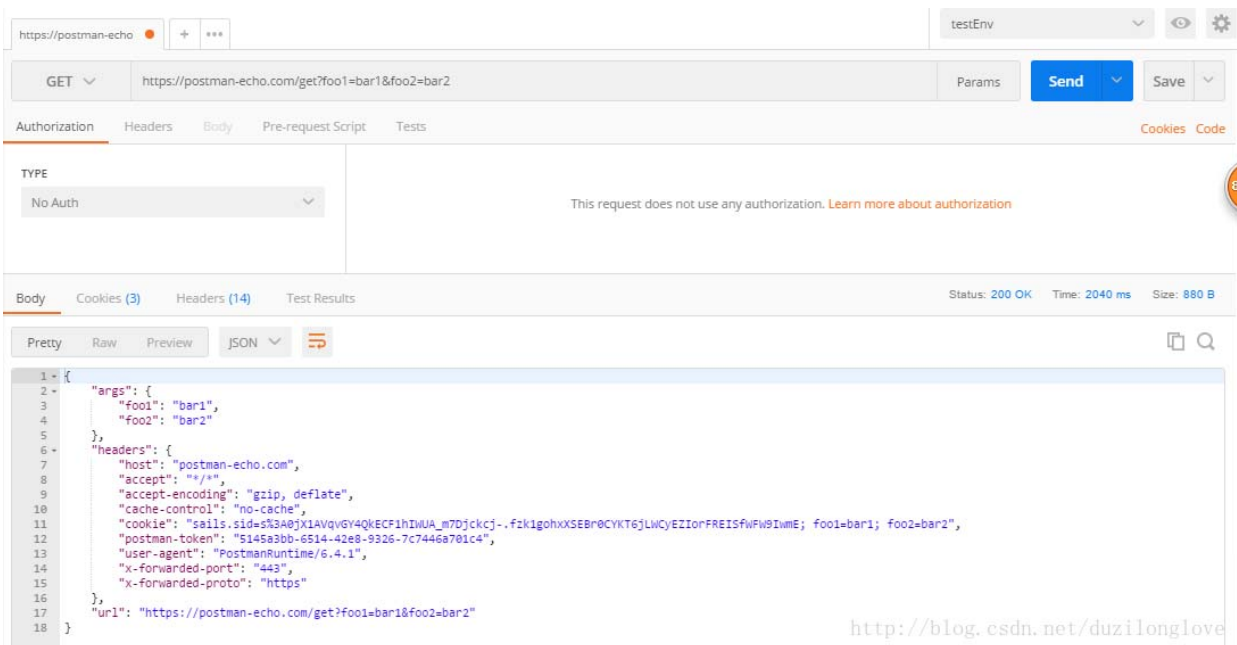 https://postman-echo
testEnv
GET https://postman-echo.com/get?foo1=bar1&foo2=bar2 Params Send Save
Authorization Headers Body Pre-request Script Tests Cookies Code
TYPE
No Auth
This request does not use any authorization. Learn more about authorization
Body Cookies (3) Headers (14) Test Results Status: 200 OK Time: 2040 ms Size: 880 B
Pretty Raw Preview JSON
1 {
2 "args": {
3 "foo1": "bar1",
4 "foo2": "bar2"
5 },
6 "headers": {
7 "host": "postman-echo.com",
8 "accept": "*/*",
9 "accept-encoding": "gzip, deflate",
10 "cache-control": "no-cache",
11 "cookie": "sails.sid=s%3A0jX1AVqvGY4QkECF1hIWUA_m7Djckcj-.fzk1gohxXSEBr0CYKT6jLWCyEZIorFREISfWFW9IwmE; foo1=bar1; foo2=bar2",
12 "postman-token": "5145a3bb-6514-42e8-9326-7c7446a701c4",
13 "user-agent": "PostmanRuntime/6.4.1",
14 "x-forwarded-port": "443",
15 "x-forwarded-proto": "https"
16 },
17 "url": "https://postman-echo.com/get?foo1=bar1&foo2=bar2"
18 }
http://blog.csdn.net/duzilonglove